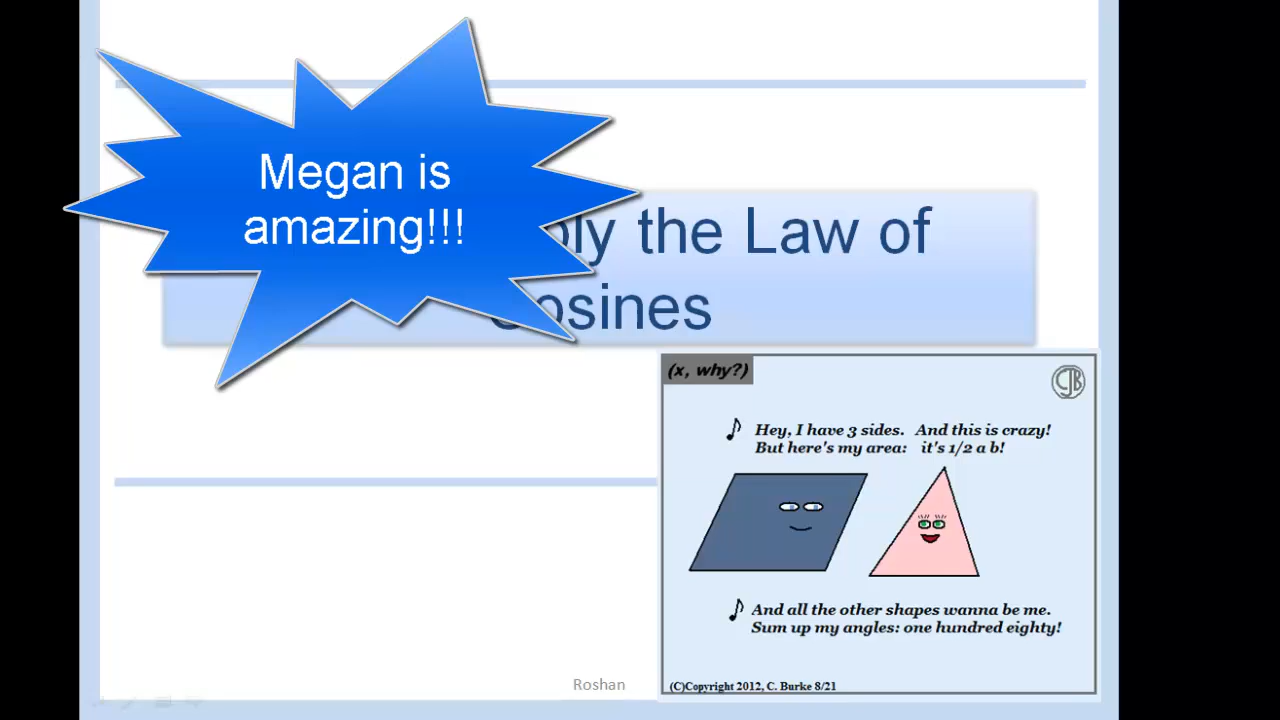 Megan is
amazing!!!
ply the Law of
osines
(x, why?)
CJB
Hey, I have 3 sides. And this is crazy!
But here's my area: it's 1/2 a b!
And all the other shapes wanna be me.
Sum up my angles: one hundred eighty!
Roshan
(C)Copyright 2012, C. Burke 8/21